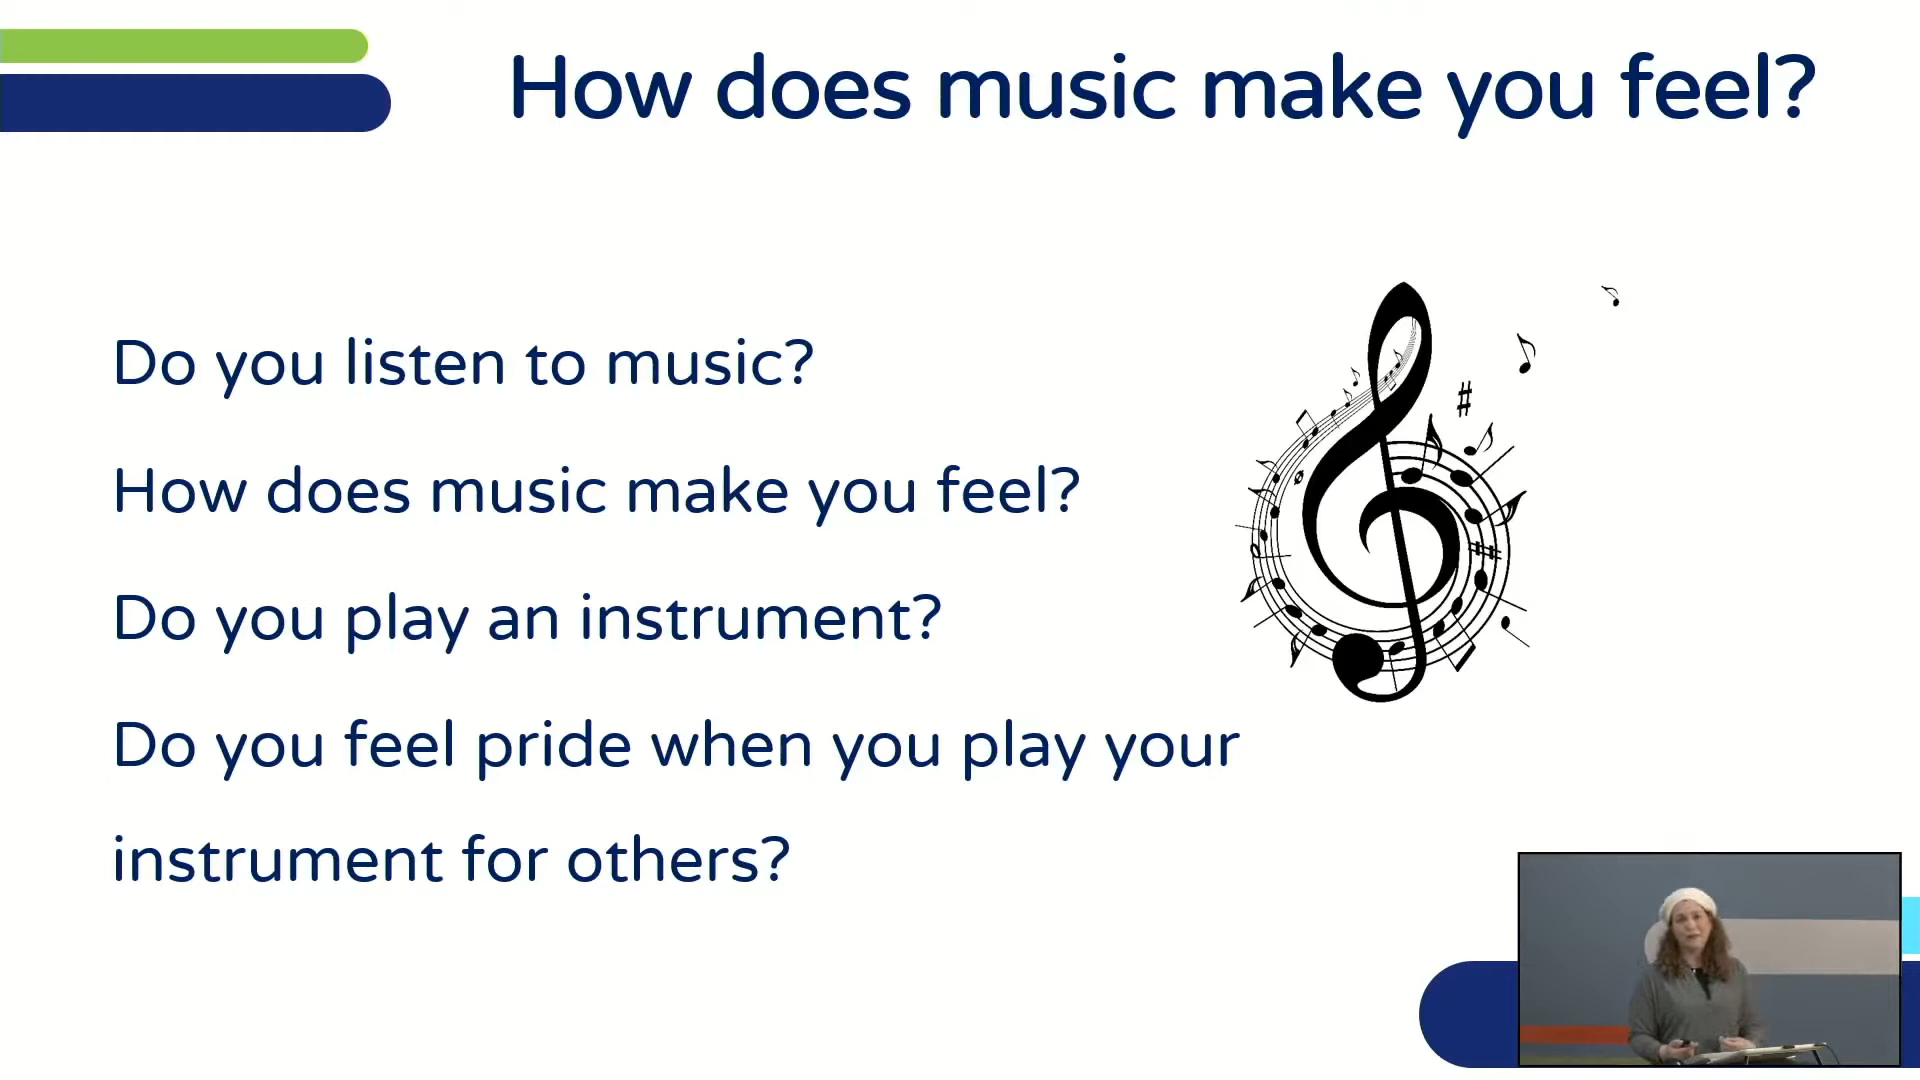 How does music make you feel?
Do you listen to music?
How does music make you feel?
Do you play an instrument?
Do you feel pride when you play your
instrument for others?